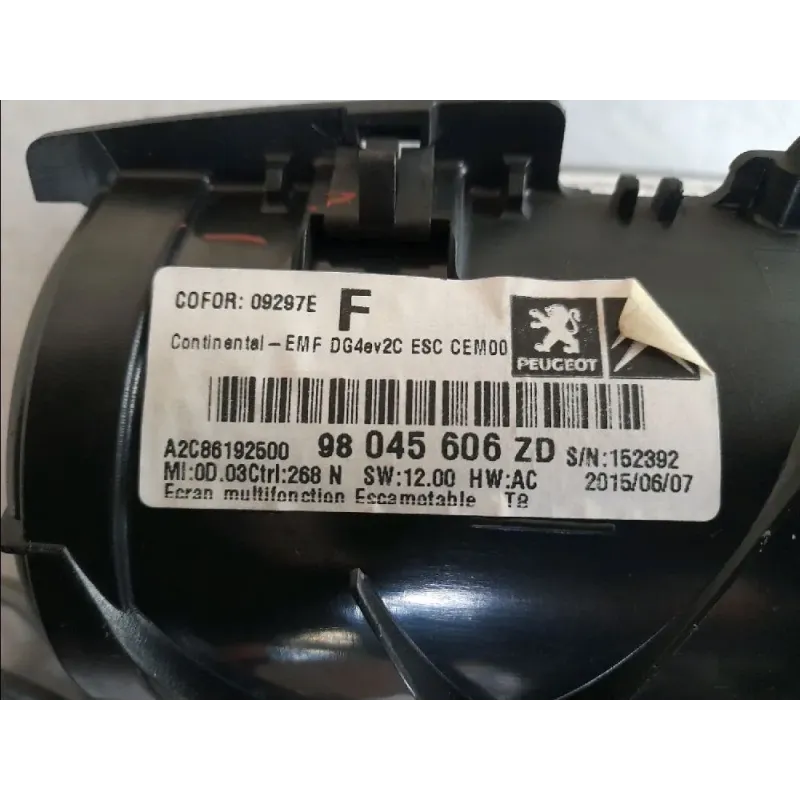 COFOR: 09297E F
Continental-EMF DG4ev2C ESC CEM00
PEUGEOT
A2C86192500 98 045 606 ZD S/N:152392
MI:0D.03Ctrl:268 N SW:12.00 HW:AC 2015/06/07
Ecran multifonction Escamotable T8